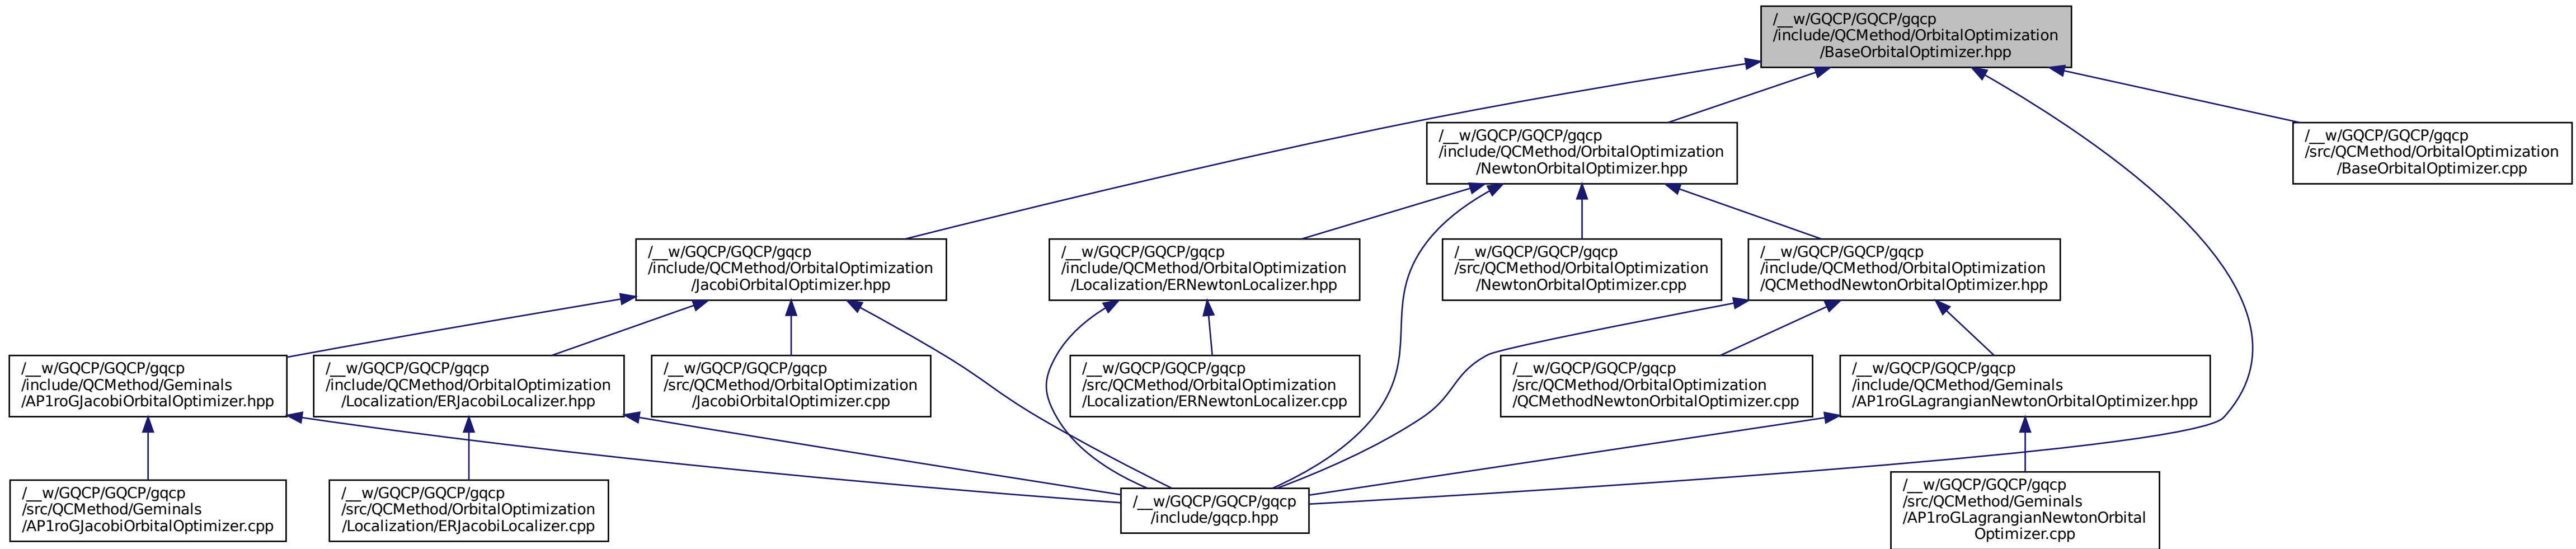 /__w/GQCP/GQCP/gqcp
/include/QCMethod/OrbitalOptimization
/BaseOrbitalOptimizer.hpp
/__w/GQCP/GQCP/gqcp
/include/QCMethod/OrbitalOptimization
/NewtonOrbitalOptimizer.hpp
/__w/GQCP/GQCP/gqcp
/src/QCMethod/OrbitalOptimization
/BaseOrbitalOptimizer.cpp
/__w/GQCP/GQCP/gqcp
/include/QCMethod/OrbitalOptimization
/JacobiOrbitalOptimizer.hpp
/__w/GQCP/GQCP/gqcp
/include/QCMethod/OrbitalOptimization
/Localization/ERNewtonLocalizer.hpp
/__w/GQCP/GQCP/gqcp
/src/QCMethod/OrbitalOptimization
/NewtonOrbitalOptimizer.cpp
/__w/GQCP/GQCP/gqcp
/include/QCMethod/OrbitalOptimization
/QCMethodNewtonOrbitalOptimizer.hpp
/__w/GQCP/GQCP/gqcp
/include/QCMethod/Geminals
/AP1roGJacobiOrbitalOptimizer.hpp
/__w/GQCP/GQCP/gqcp
/include/QCMethod/OrbitalOptimization
/Localization/ERJacobiLocalizer.hpp
/__w/GQCP/GQCP/gqcp
/src/QCMethod/OrbitalOptimization
/JacobiOrbitalOptimizer.cpp
/__w/GQCP/GQCP/gqcp
/src/QCMethod/OrbitalOptimization
/Localization/ERNewtonLocalizer.cpp
/__w/GQCP/GQCP/gqcp
/src/QCMethod/OrbitalOptimization
/QCMethodNewtonOrbitalOptimizer.cpp
/__w/GQCP/GQCP/gqcp
/include/QCMethod/Geminals
/AP1roGLagrangianNewtonOrbitalOptimizer.hpp
/__w/GQCP/GQCP/gqcp
/src/QCMethod/Geminals
/AP1roGJacobiOrbitalOptimizer.cpp
/__w/GQCP/GQCP/gqcp
/src/QCMethod/OrbitalOptimization
/Localization/ERJacobiLocalizer.cpp
/__w/GQCP/GQCP/gqcp
/include/gqcp.hpp
/__w/GQCP/GQCP/gqcp
/src/QCMethod/Geminals
/AP1roGLagrangianNewtonOrbital
Optimizer.cpp